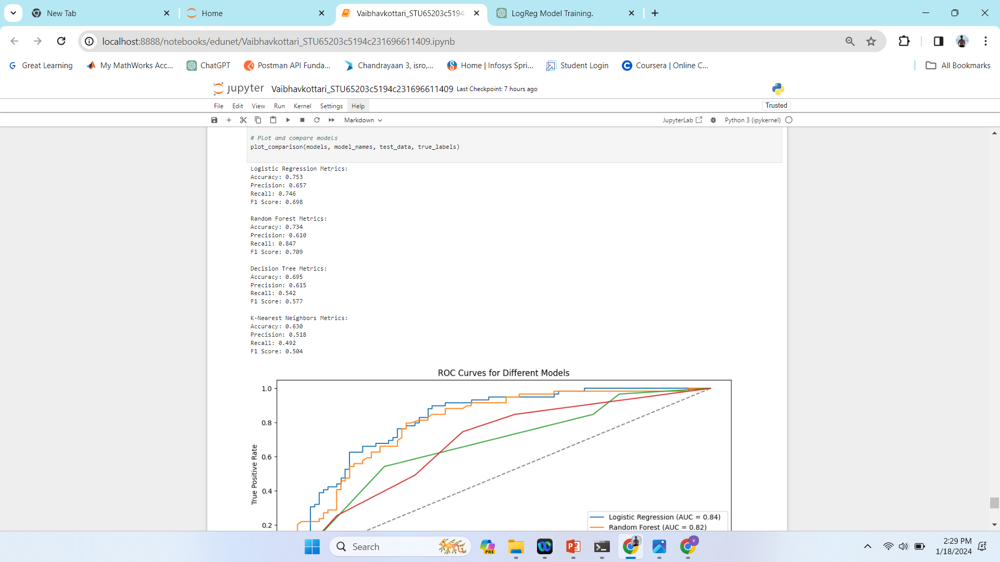 New Tab
Home
Vaibhavkottari_STU65203c5194
LogReg Model Training.
localhost:8888/notebooks/edunet/Vaibhavkottari_STU65203c5194c231696611409.ipynb
Great Learning
My MathWorks Acc...
ChatGPT
Postman API Funda...
Chandrayaan 3, isro,...
Home | Infosys Spri...
Student Login
Coursera | Online C...
All Bookmarks
jupyter
Vaibhavkottari_STU65203c5194c231696611409
Last Checkpoint: 7 hours ago
File Edit View Run Kernel Settings Help
Trusted
Markdown
JupyterLab
Python 3 (ipykernel)
# Plot and compare models
plot_comparison(models, model_names, test_data, true_labels)
Logistic Regression Metrics:
Accuracy: 0.753
Precision: 0.657
Recall: 0.746
F1 Score: 0.698
Random Forest Metrics:
Accuracy: 0.734
Precision: 0.610
Recall: 0.847
F1 Score: 0.709
Decision Tree Metrics:
Accuracy: 0.695
Precision: 0.615
Recall: 0.542
F1 Score: 0.577
K-Nearest Neighbors Metrics:
Accuracy: 0.630
Precision: 0.518
Recall: 0.492
F1 Score: 0.504
ROC Curves for Different Models
1.0
0.8
0.6
0.4
0.2
True Positive Rate
Logistic Regression (AUC = 0.84)
Random Forest (AUC = 0.82)
Search
PRE
V
2:29 PM
1/18/2024